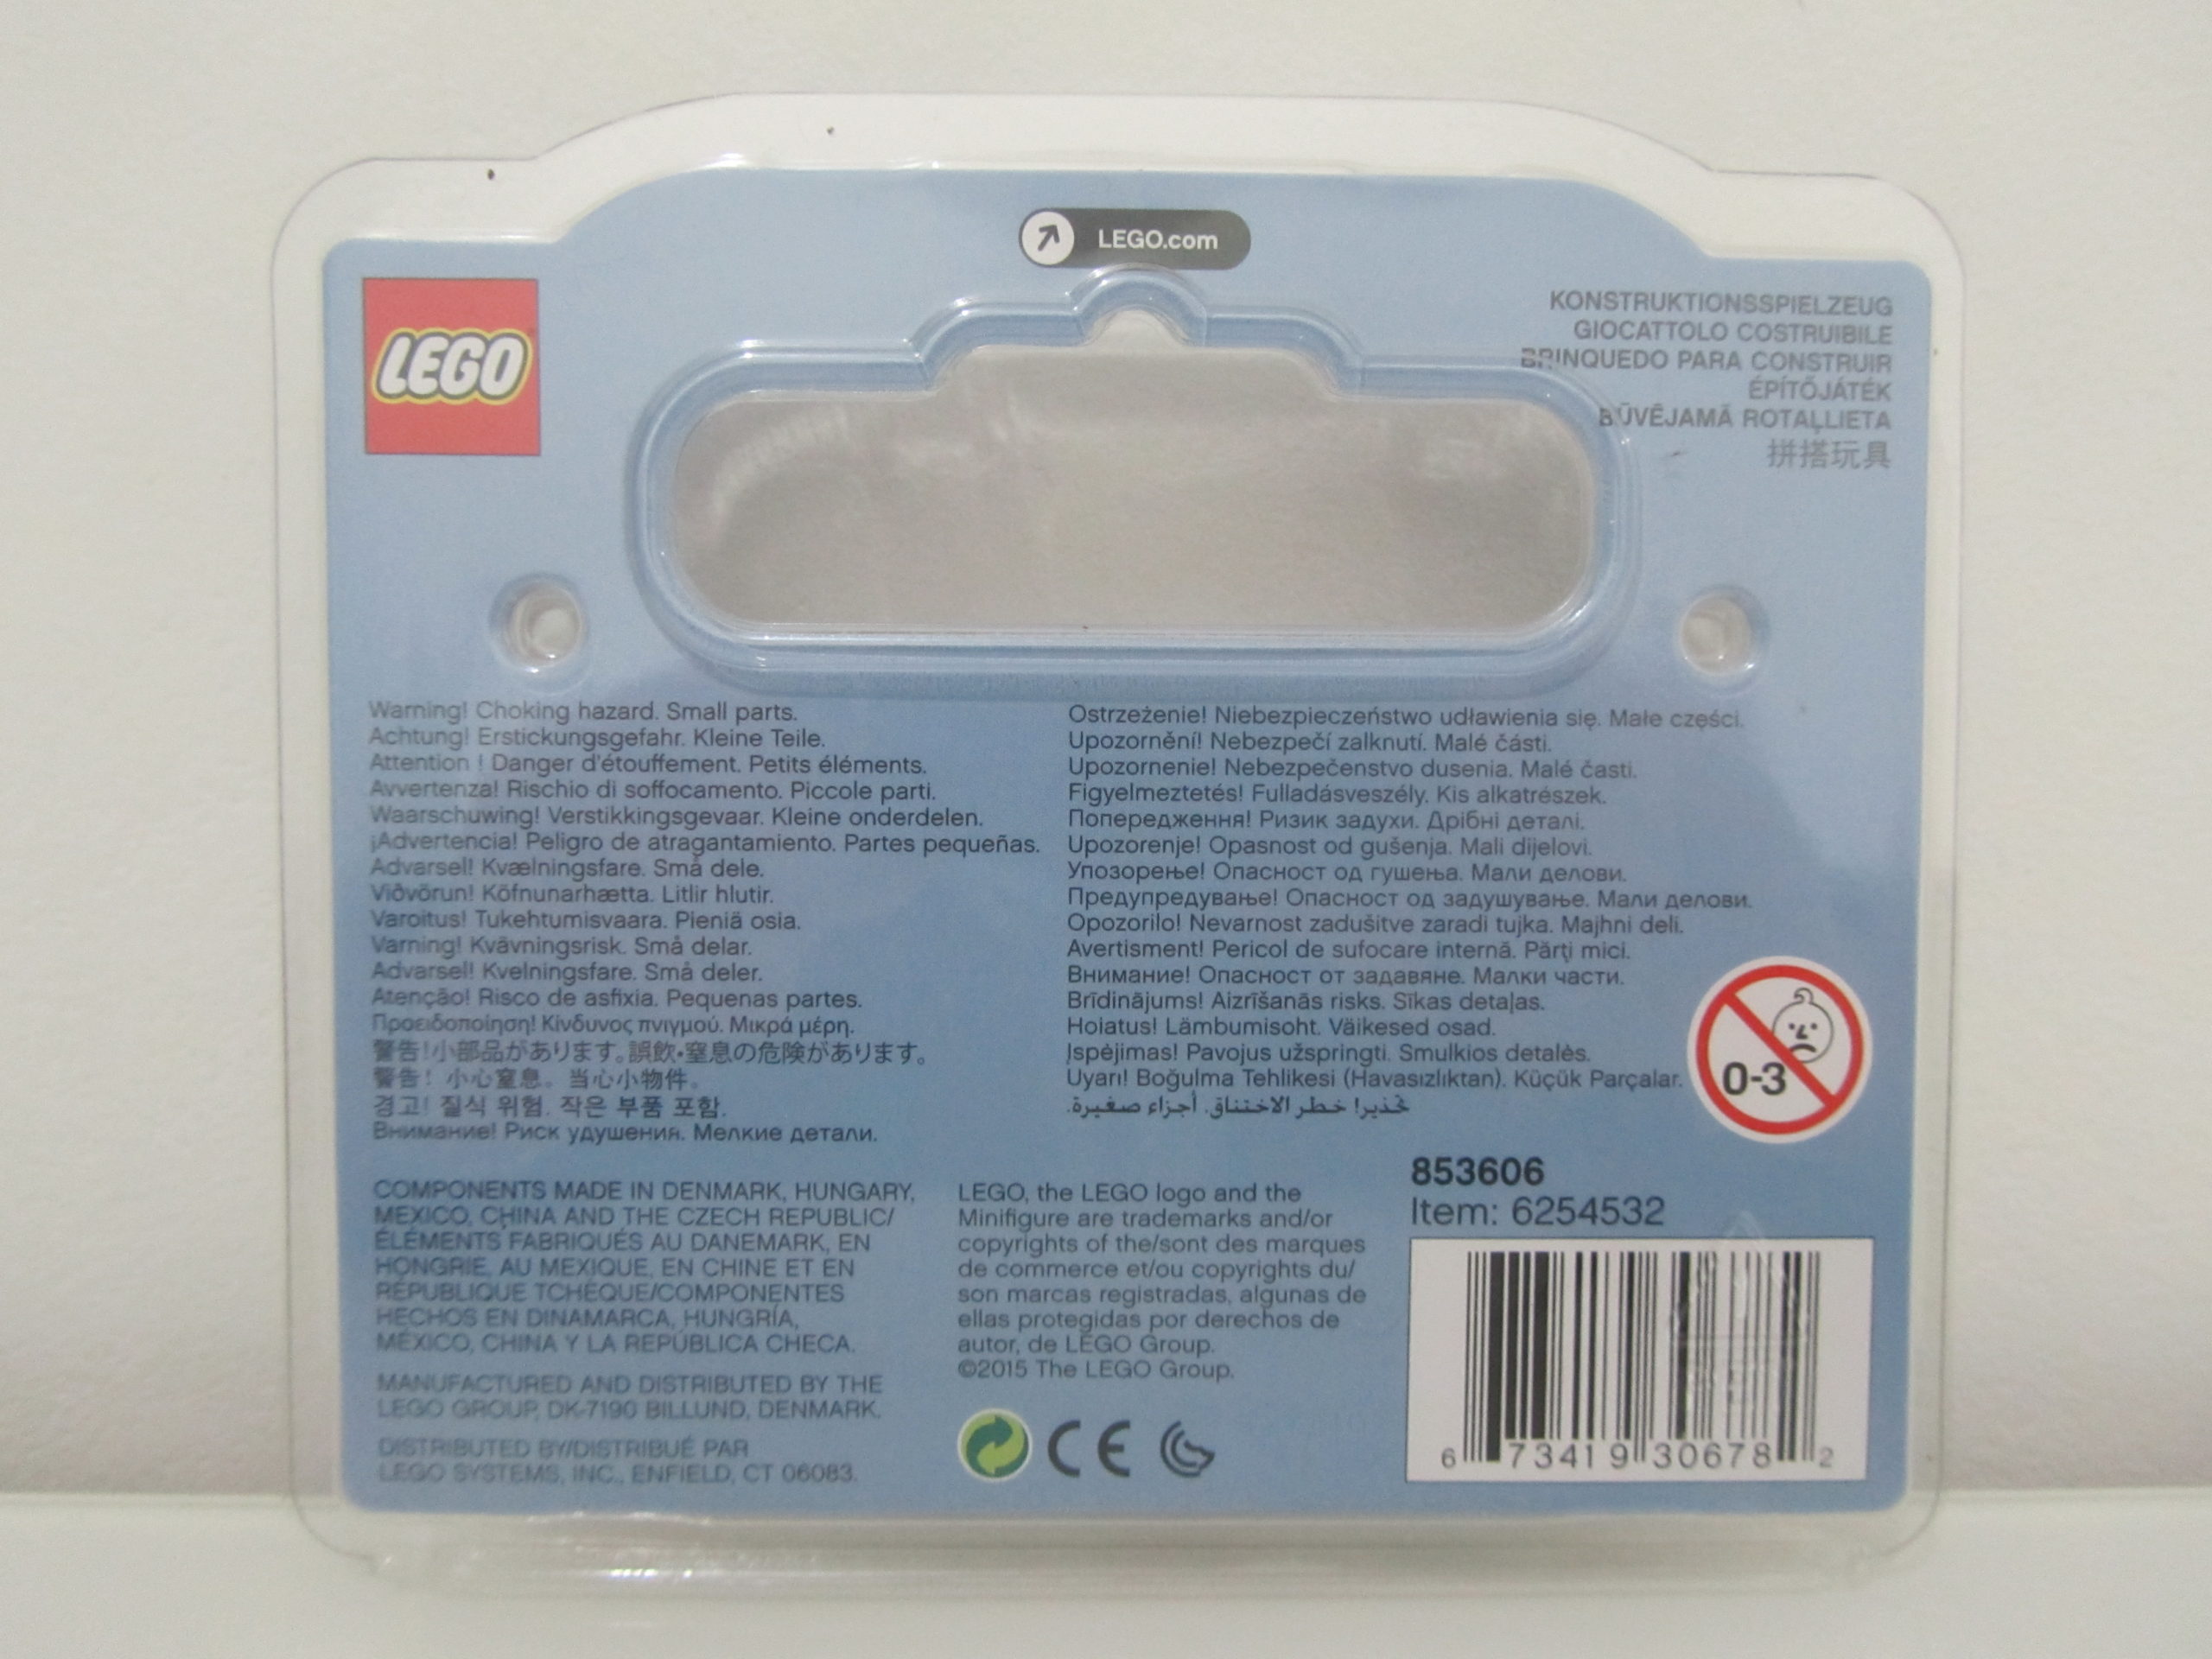 LEGO.com
LEGO
KONSTRUKTIONSSPIELZEUG
GIOCATTOLO COSTRUIBILE
BRINQUEDO PARA CONSTRUIR
ÉPÍTŐJÁTÉK
BŪVĒJAMĀ ROTAĻLIETA
拼搭玩具
Warning! Choking hazard. Small parts.
Achtung! Erstickungsgefahr. Kleine Teile.
Attention ! Danger d'étouffement. Petits éléments.
Avvertenza! Rischio di soffocamento. Piccole parti.
Waarschuwing! Verstikkingsgevaar. Kleine onderdelen.
¡Advertencia! Peligro de atragantamiento. Partes pequeñas.
Advarsel! Kvælningsfare. Små dele.
Viðvörun! Köfnunarhætta. Litlir hlutir.
Varoitus! Tukehtumisvaara. Pieniä osia.
Varning! Kvävningsrisk. Små delar.
Advarsel! Kvelningsfare. Små deler.
Atenção! Risco de asfixia. Pequenas partes.
Προειδοποίηση! Κίνδυνος πνιγμού. Μικρά μέρη.
警告!小部品があります。誤飲・窒息の危険があります。
警告！小心窒息。当心小物件。
경고! 질식 위험. 작은 부품 포함.
Внимание! Риск удушения. Мелкие детали.
Ostrzeżenie! Niebezpieczeństwo udławienia się. Małe części.
Upozornění! Nebezpečí zalknutí. Malé části.
Upozornenie! Nebezpečenstvo dusenia. Malé časti.
Figyelmeztetés! Fulladásveszély. Kis alkatrészek.
Попередження! Ризик задухи. Дрібні деталі.
Upozorenje! Opasnost od gušenja. Mali dijelovi.
Упозорење! Опасност од гушења. Мали делови.
Предупредување! Опасност од задушување. Мали делови.
Opozorilo! Nevarnost zadušitve zaradi tujka. Majhni deli.
Avertisment! Pericol de sufocare internă. Părţi mici.
Внимание! Опасност от задавяне. Малки части.
Brīdinājums! Aizrīšanās risks. Sīkas detaļas.
Hoiatus! Lämbumisoht. Väikesed osad.
Įspėjimas! Pavojus užspringti. Smulkios detalės.
Uyarı! Boğulma Tehlikesi (Havasızlıktan). Küçük Parçalar.
تحذير! خطر الاختناق. أجزاء صغيرة.
0-3
COMPONENTS MADE IN DENMARK, HUNGARY,
MEXICO, CHINA AND THE CZECH REPUBLIC/
ÉLÉMENTS FABRIQUÉS AU DANEMARK, EN
HONGRIE, AU MEXIQUE, EN CHINE ET EN
RÉPUBLIQUE TCHÈQUE/COMPONENTES
HECHOS EN DINAMARCA, HUNGRÍA,
MÉXICO, CHINA Y LA REPÚBLICA CHECA.
MANUFACTURED AND DISTRIBUTED BY THE
LEGO GROUP, DK-7190 BILLUND, DENMARK.
DISTRIBUTED BY/DISTRIBUÉ PAR
LEGO SYSTEMS, INC., ENFIELD, CT 06083.
LEGO, the LEGO logo and the
Minifigure are trademarks and/or
copyrights of the/sont des marques
de commerce et/ou copyrights du/
son marcas registradas, algunas de
ellas protegidas por derechos de
autor, de LEGO Group.
©2015 The LEGO Group.
CE
853606
Item: 6254532
6 73419 30678 2